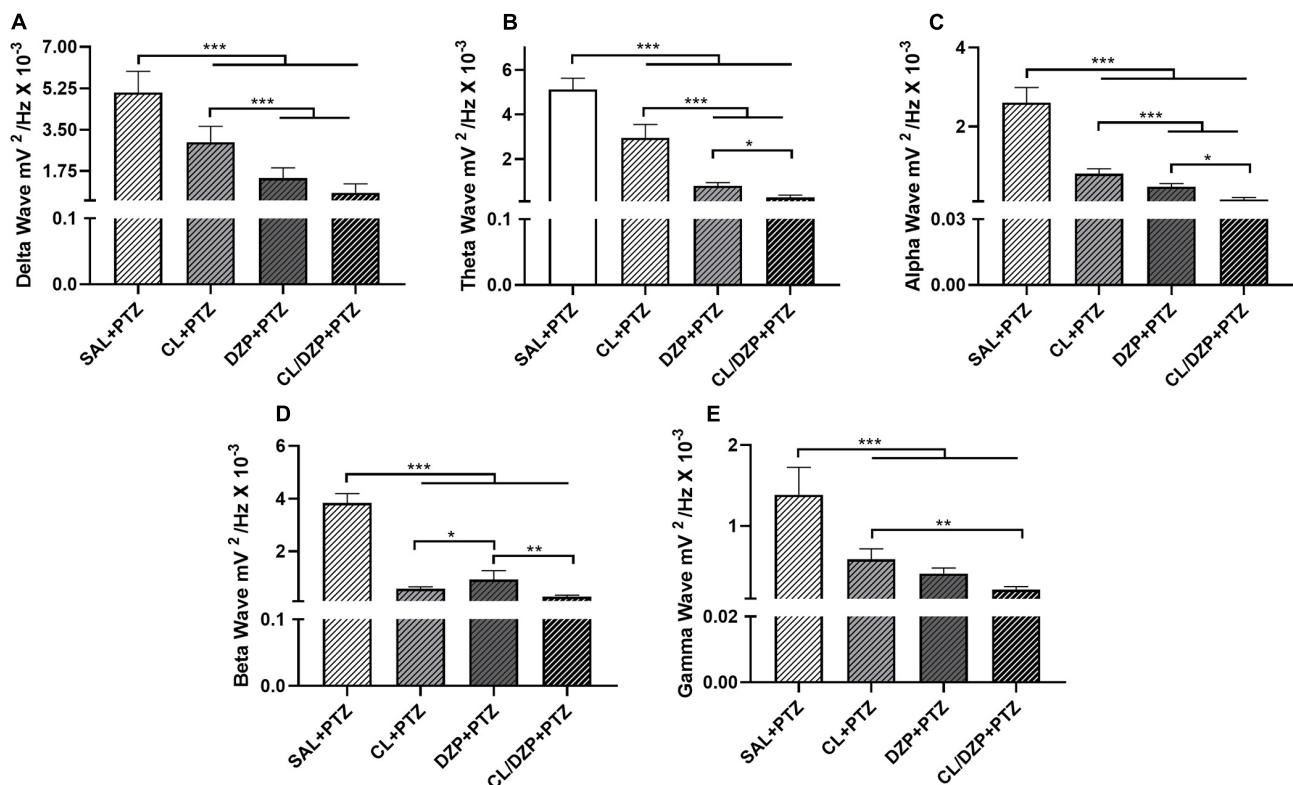 A
Delta Wave mV ²/Hz X 10⁻³
7.00
5.25
3.50
1.75
0.1
0.0
***
***
SAL+PTZ
CL+PTZ
DZP+PTZ
CL/DZP+PTZ
B
Theta Wave mV ²/Hz X 10⁻³
6
4
2
0.1
0.0
***
***
*
SAL+PTZ
CL+PTZ
DZP+PTZ
CL/DZP+PTZ
C
Alpha Wave mV ²/Hz X 10⁻³
4
2
0.03
0.00
***
***
*
SAL+PTZ
CL+PTZ
DZP+PTZ
CL/DZP+PTZ
D
Beta Wave mV ²/Hz X 10⁻³
6
4
2
0.1
0.0
***
*
**
SAL+PTZ
CL+PTZ
DZP+PTZ
CL/DZP+PTZ
E
Gamma Wave mV ²/Hz X 10⁻³
2
1
0.02
0.00
***
**
SAL+PTZ
CL+PTZ
DZP+PTZ
CL/DZP+PTZ